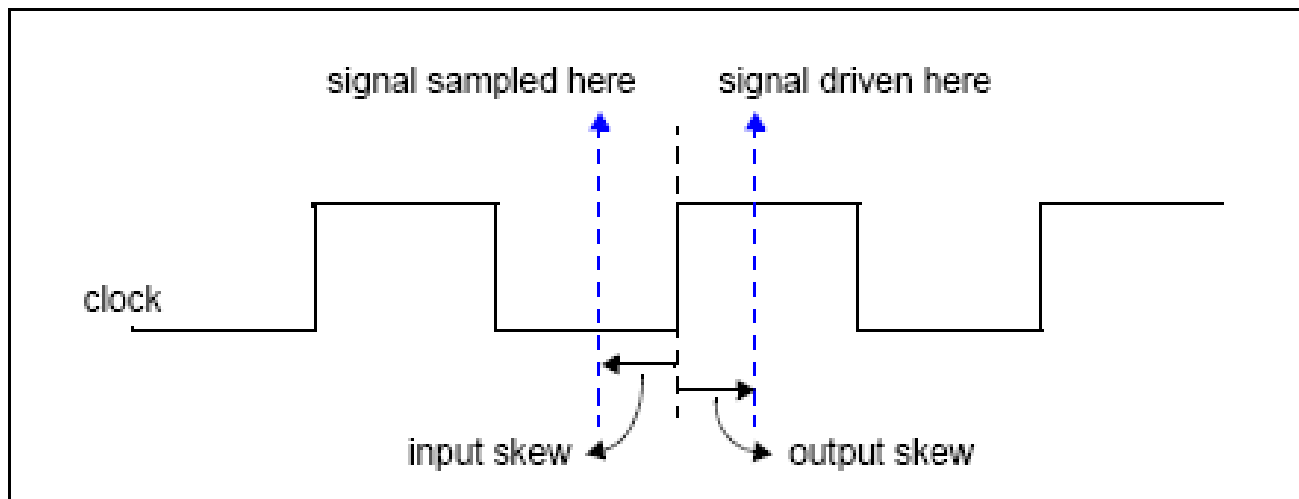 signal sampled here
signal driven here
clock
input skew
output skew